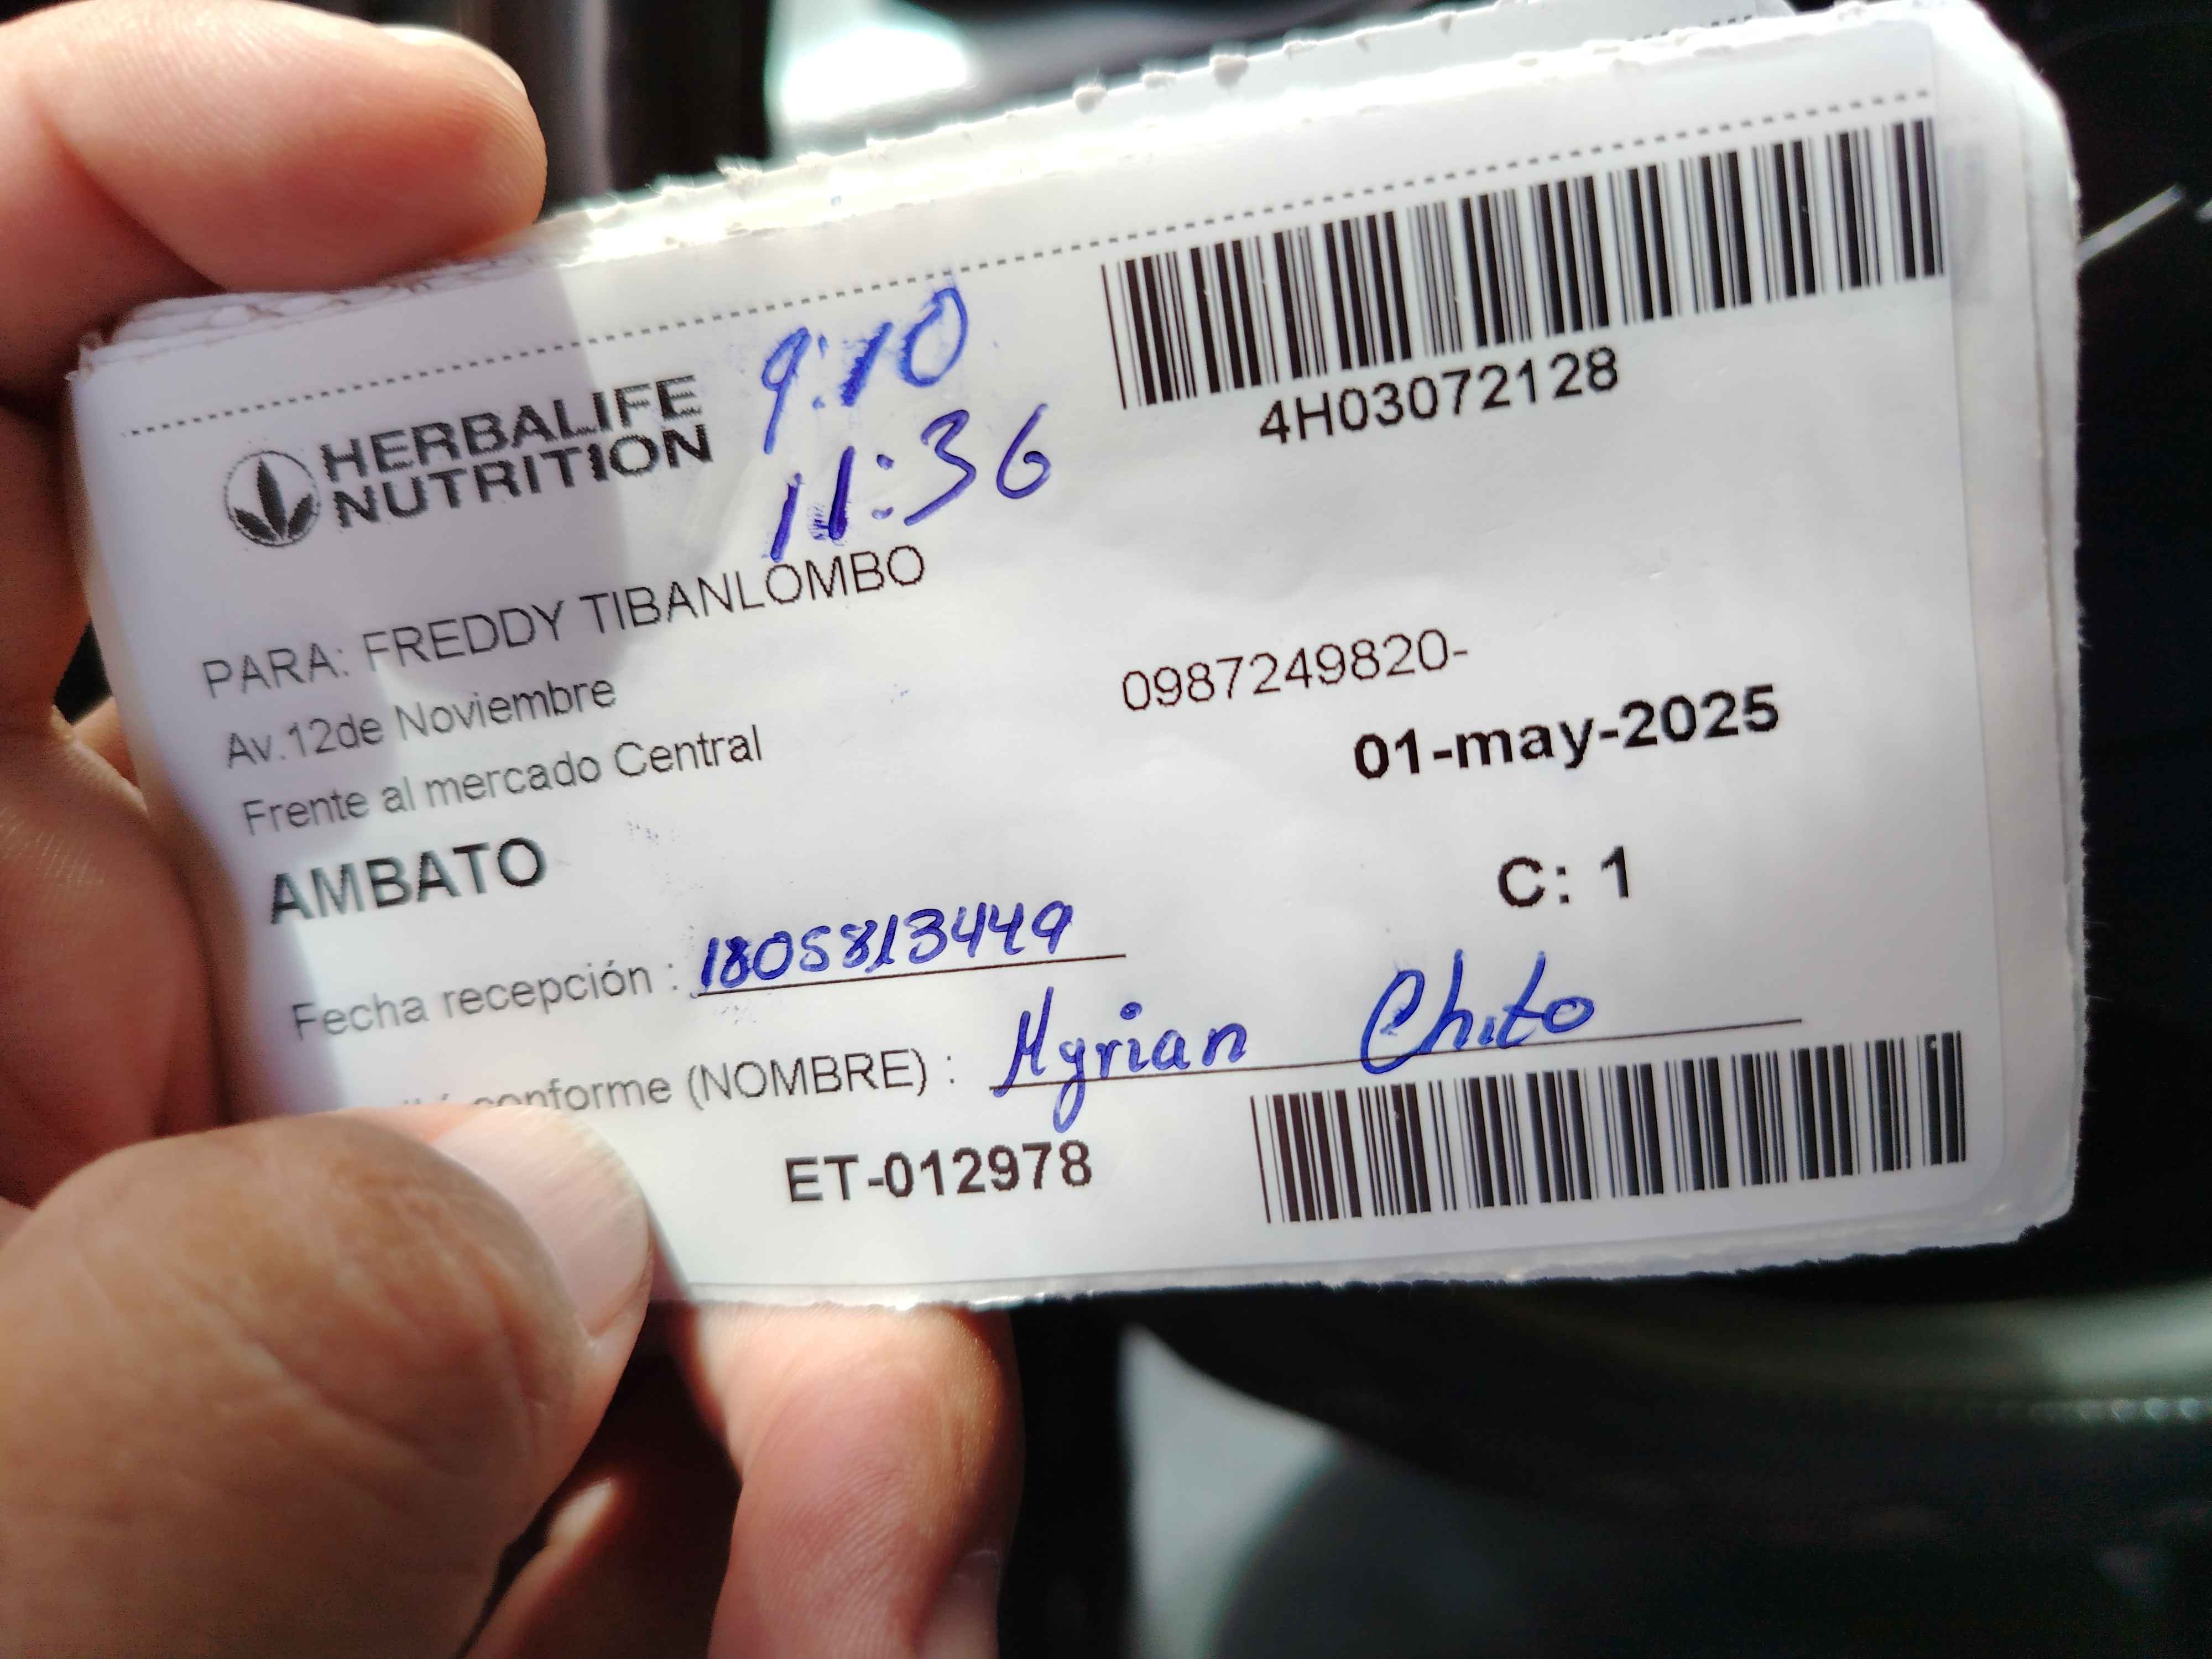 HERBALIFE
NUTRITION
9:10
11:36
4H03072128
PARA: FREDDY TIBANLOMBO
0987249820-
Av.12de Noviembre
01-may-2025
Frente al mercado Central
AMBATO
C: 1
Fecha recepción : 1805813449
conforme (NOMBRE) : Myrian Chito
ET-012978